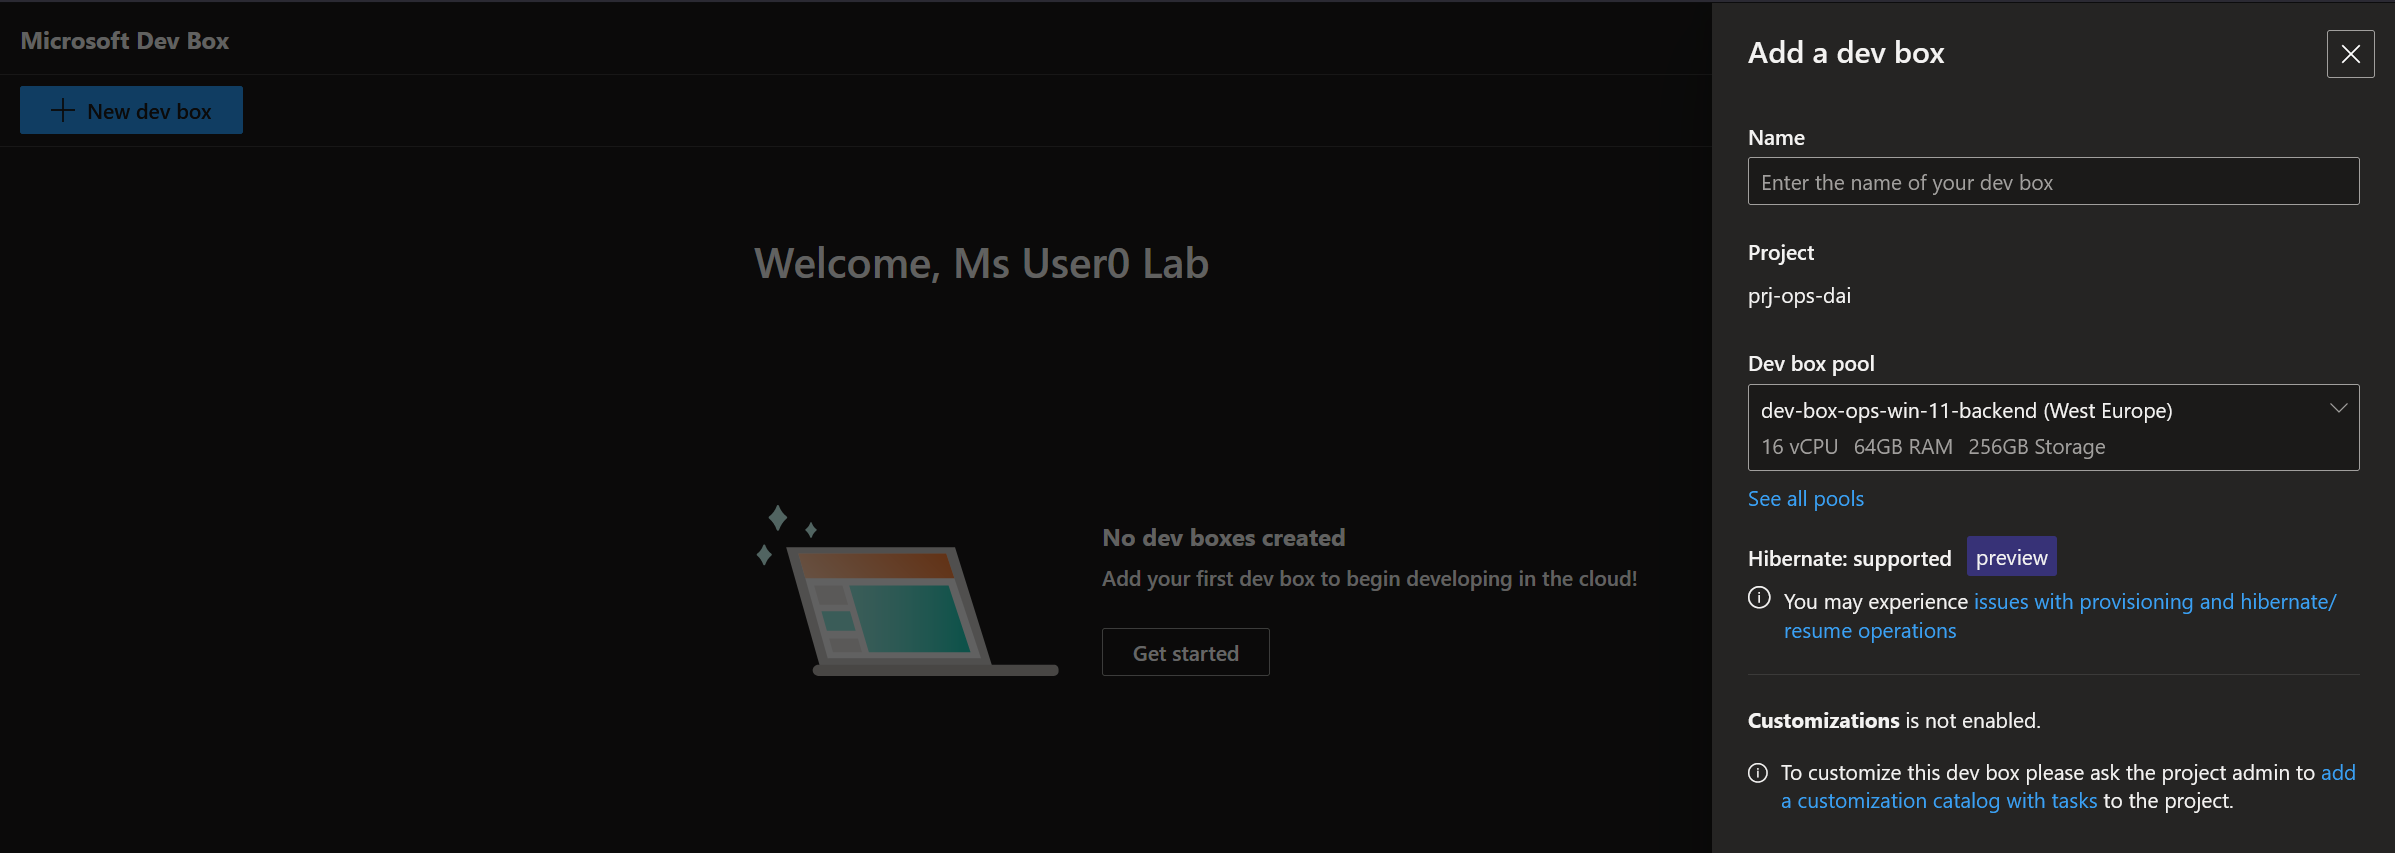 Microsoft Dev Box
New dev box
Welcome, Ms User0 Lab
No dev boxes created
Add your first dev box to begin developing in the cloud!
Get started
Add a dev box
Name
Enter the name of your dev box
Project
prj-ops-dai
Dev box pool
dev-box-ops-win-11-backend (West Europe)
16 vCPU 64GB RAM 256GB Storage
See all pools
Hibernate: supported preview
You may experience issues with provisioning and hibernate/
resume operations
Customizations is not enabled.
To customize this dev box please ask the project admin to add
a customization catalog with tasks to the project.